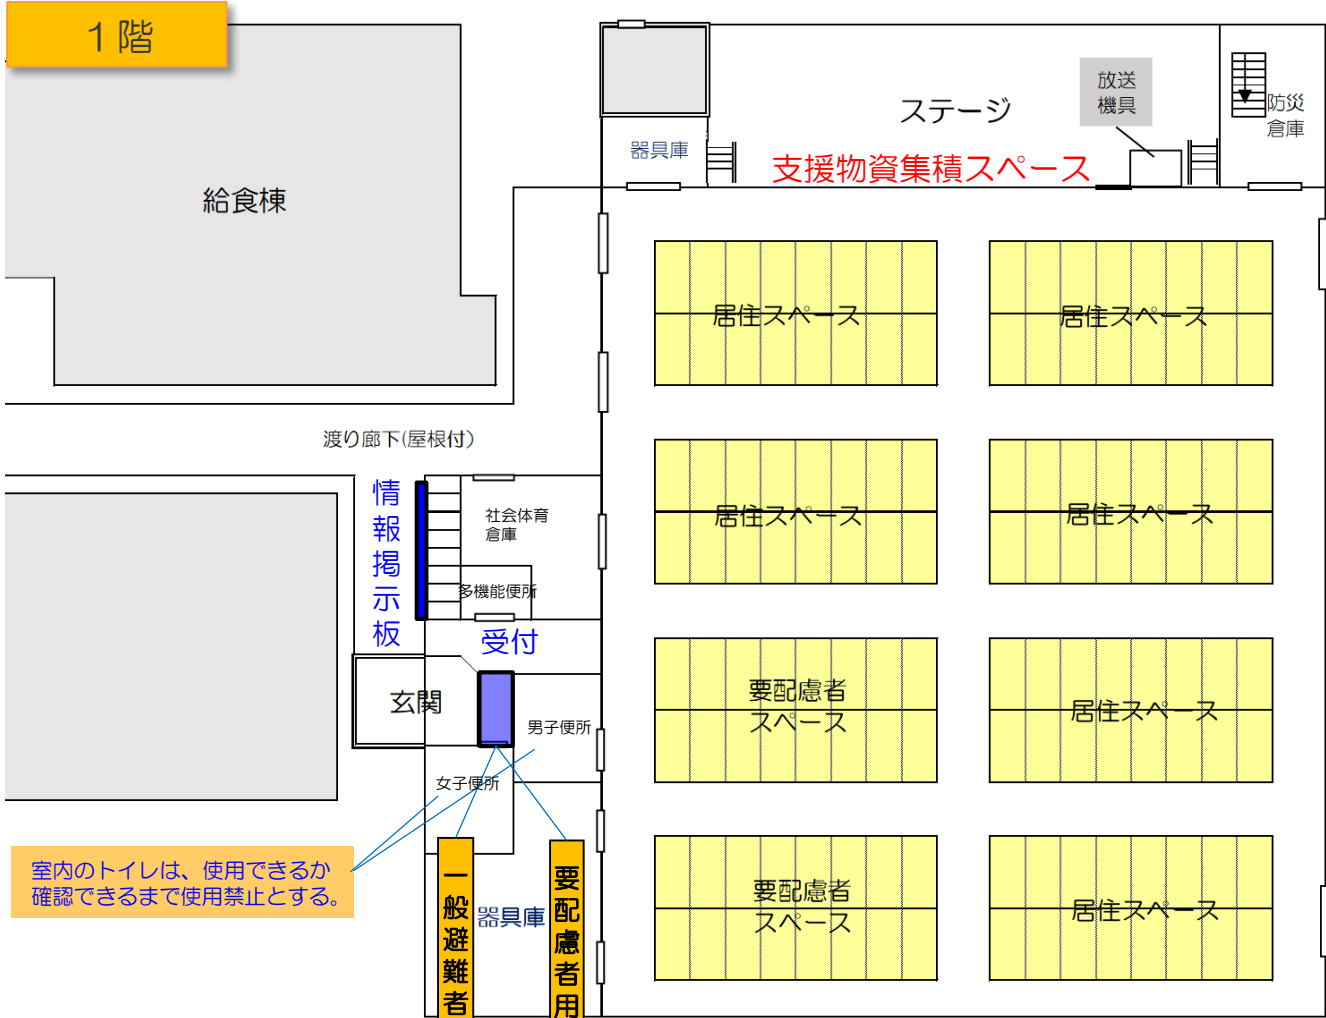 １階
給食棟
器具庫
ステージ
支援物資集積スペース
放送
機具
防災
倉庫
居住スペース
居住スペース
渡り廊下(屋根付)
情報掲示板
社会体育
倉庫
多機能便所
居住スペース
居住スペース
受付
玄関
男子便所
女子便所
要配慮者
スペース
居住スペース
室内のトイレは、使用できるか
確認できるまで使用禁止とする。
一般避難者
器具庫
要配慮者用
要配慮者
スペース
居住スペース